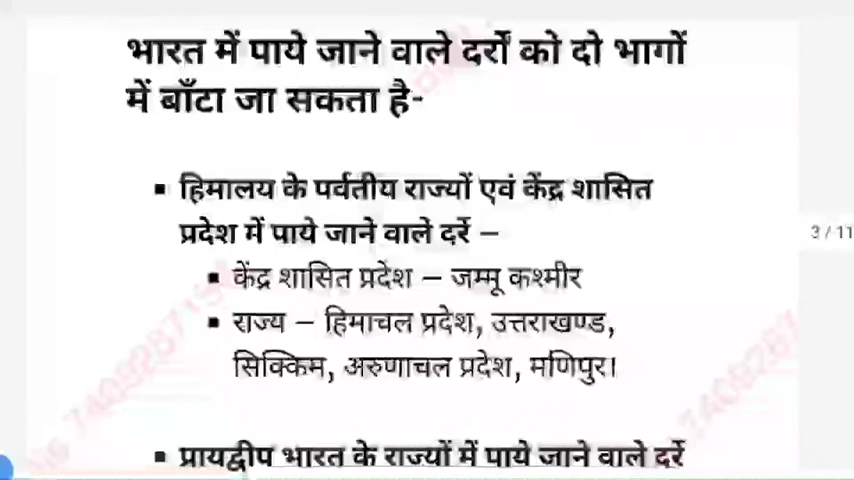 भारत में पाये जाने वाले दर्रों को दो भागों
में बाँटा जा सकता है-
▪ हिमालय के पर्वतीय राज्यों एवं केंद्र शासित
प्रदेश में पाये जाने वाले दर्रे –
▪ केंद्र शासित प्रदेश – जम्मू कश्मीर
▪ राज्य – हिमाचल प्रदेश, उत्तराखण्ड,
सिक्किम, अरुणाचल प्रदेश, मणिपुर।
3 / 11
▪ प्रायद्वीप भारत के राज्यों में पाये जाने वाले दर्रे